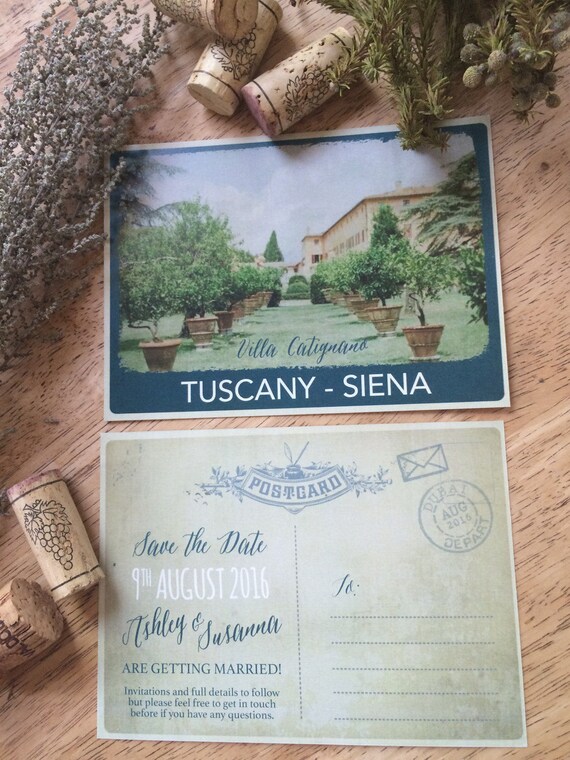 Villa Catignano
TUSCANY - SIENA
POSTCARD
DUBAI
AUG
2016
DEPART
Save the Date
9TH AUGUST 2016
Ashley &
Susanna
ARE GETTING MARRIED!
Invitations and full details to follow
but please feel free to get in touch
before if you have any questions.
To: